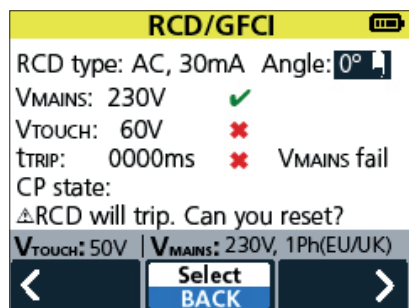 RCD/GFCI
RCD type: AC, 30mA Angle: 0°
VMAINS: 230V ✔
VTOUCH: 60V ✖
tTRIP: 0000ms ✖ VMAINS fail
CP state:
⚠RCD will trip. Can you reset?
VTOUCH: 50V | VMAINS: 230V, 1Ph(EU/UK)
< Select >
BACK